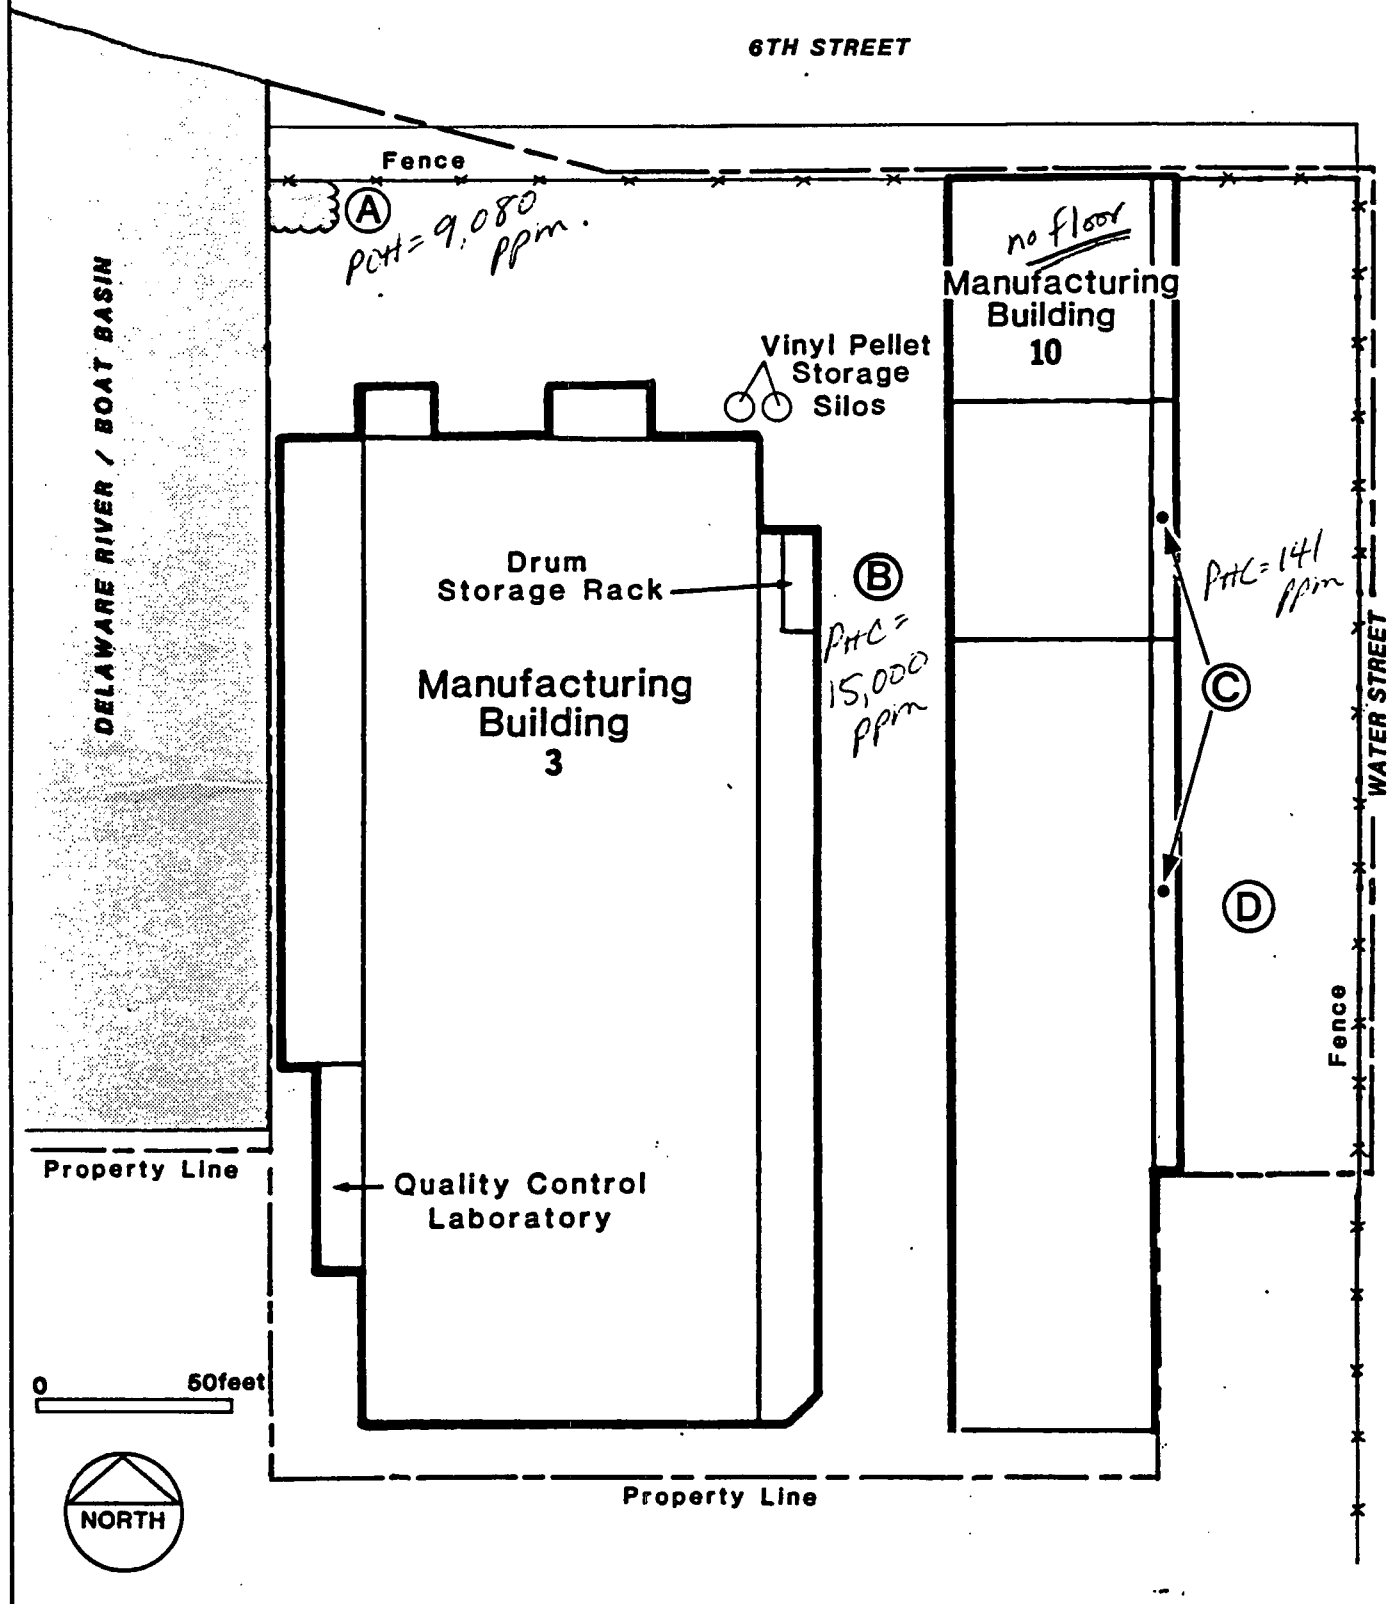 6TH STREET
Fence
A
PCH = 9,080
ppm.
no floor
Manufacturing
Building
10
Vinyl Pellet
Storage
Silos
DELAWARE RIVER / BOAT BASIN
Drum
Storage Rack
B
PHC =
15,000
ppm
PHC = 141
ppm
C
WATER STREET
Manufacturing
Building
3
D
Fence
Property Line
Quality Control
Laboratory
0 50feet
NORTH
Property Line